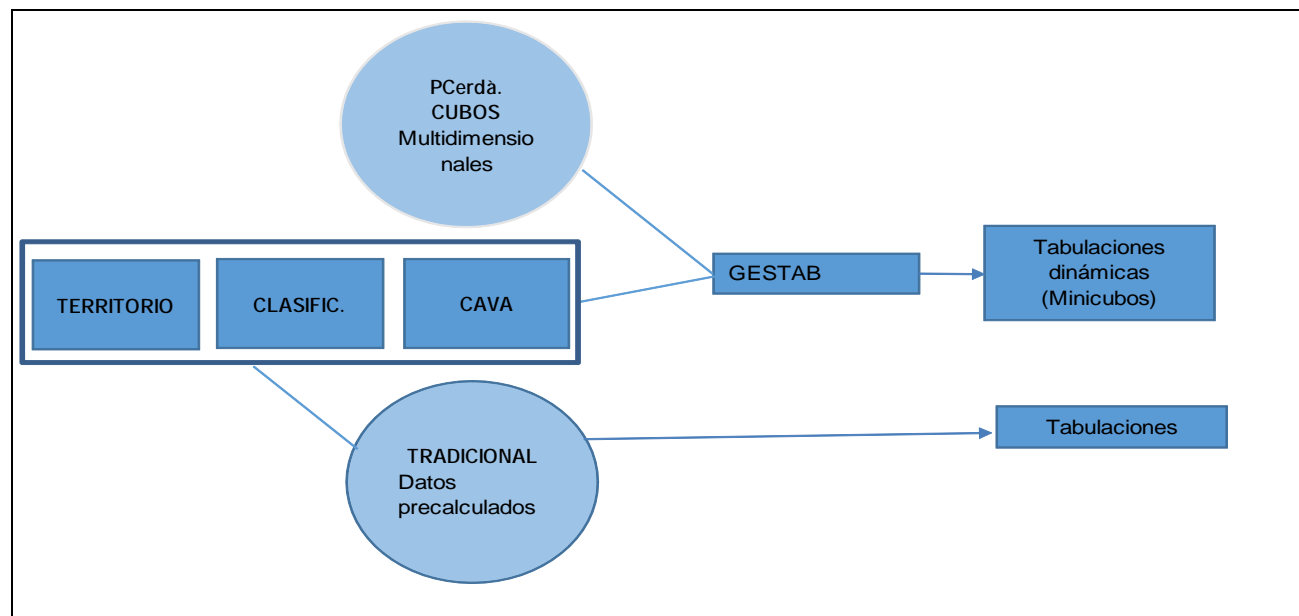 PCerdà.
CUBOS
Multidimensio
nales
TERRITORIO
CLASIFIC.
CAVA
GESTAB
Tabulaciones
dinámicas
(Minicubos)
TRADICIONAL
Datos
precalculados
Tabulaciones